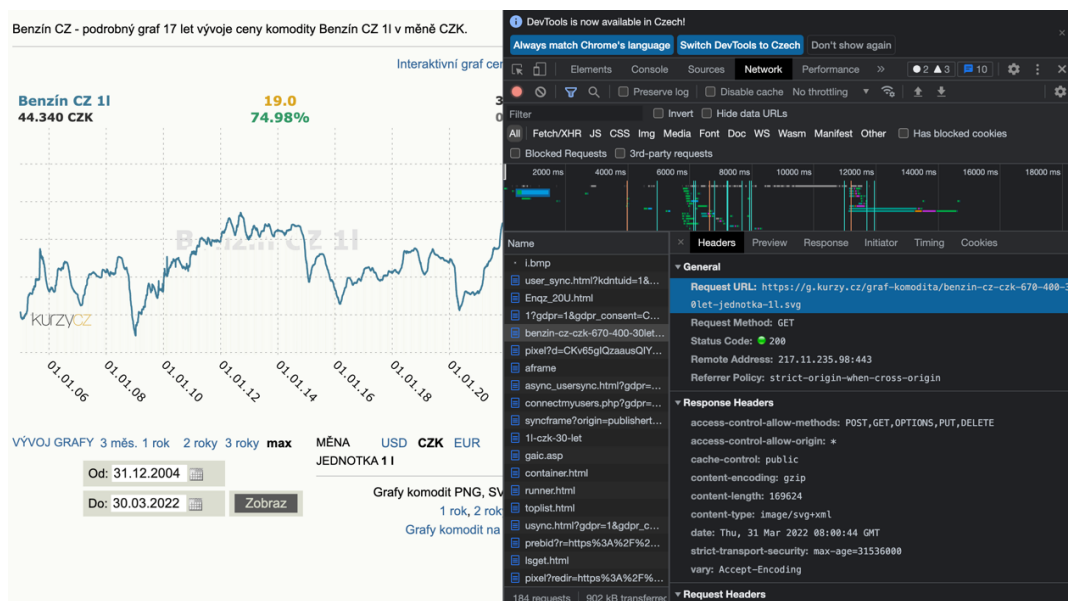 Benzín CZ - podrobný graf 17 let vývoje ceny komodity Benzín CZ 1l v měně CZK.
Interaktivní graf cen
Benzín CZ 1l 19.0 3
44.340 CZK 74.98% 0
Benzín CZ 1l
kurzycz
01.01.06 01.01.08 01.01.10 01.01.12 01.01.14 01.01.16 01.01.18 01.01.20
VÝVOJ GRAFY 3 měs. 1 rok 2 roky 3 roky max MĚNA USD CZK EUR
JEDNOTKA 1 l
Od: 31.12.2004
Do: 30.03.2022 Zobraz
Grafy komodit PNG, SV
1 rok, 2 rok
Grafy komodit na
DevTools is now available in Czech!
Always match Chrome's language Switch DevTools to Czech Don't show again
Elements Console Sources Network Performance » 2 3 10
Preserve log Disable cache No throttling
Filter Invert Hide data URLs
All Fetch/XHR JS CSS Img Media Font Doc WS Wasm Manifest Other Has blocked cookies
Blocked Requests 3rd-party requests
2000 ms 4000 ms 6000 ms 8000 ms 10000 ms 12000 ms 14000 ms 16000 ms 18000 ms
Name
i.bmp
user_sync.html?kdntuid=1&...
Enqz_20U.html
1?gdpr=1&gdpr_consent=C...
benzin-cz-czk-670-400-30let...
pixel?d=CKv65gIQzaausQIY...
aframe
async_usersync.html?gdpr=...
connectmyusers.php?gdpr=...
syncframe?origin=publishert...
1l-czk-30-let
gaic.asp
container.html
runner.html
toplist.html
usync.html?gdpr=1&gdpr_c...
prebid?r=https%3A%2F%2...
lsget.html
pixel?redir=https%3A%2F%...
184 requests 902 kB transferre
Headers Preview Response Initiator Timing Cookies
General
Request URL: https://g.kurzy.cz/graf-komodita/benzin-cz-czk-670-400-3
0let-jednotka-1l.svg
Request Method: GET
Status Code: 200
Remote Address: 217.11.235.98:443
Referrer Policy: strict-origin-when-cross-origin
Response Headers
access-control-allow-methods: POST,GET,OPTIONS,PUT,DELETE
access-control-allow-origin: *
cache-control: public
content-encoding: gzip
content-length: 169624
content-type: image/svg+xml
date: Thu, 31 Mar 2022 08:00:44 GMT
strict-transport-security: max-age=31536000
vary: Accept-Encoding
Request Headers